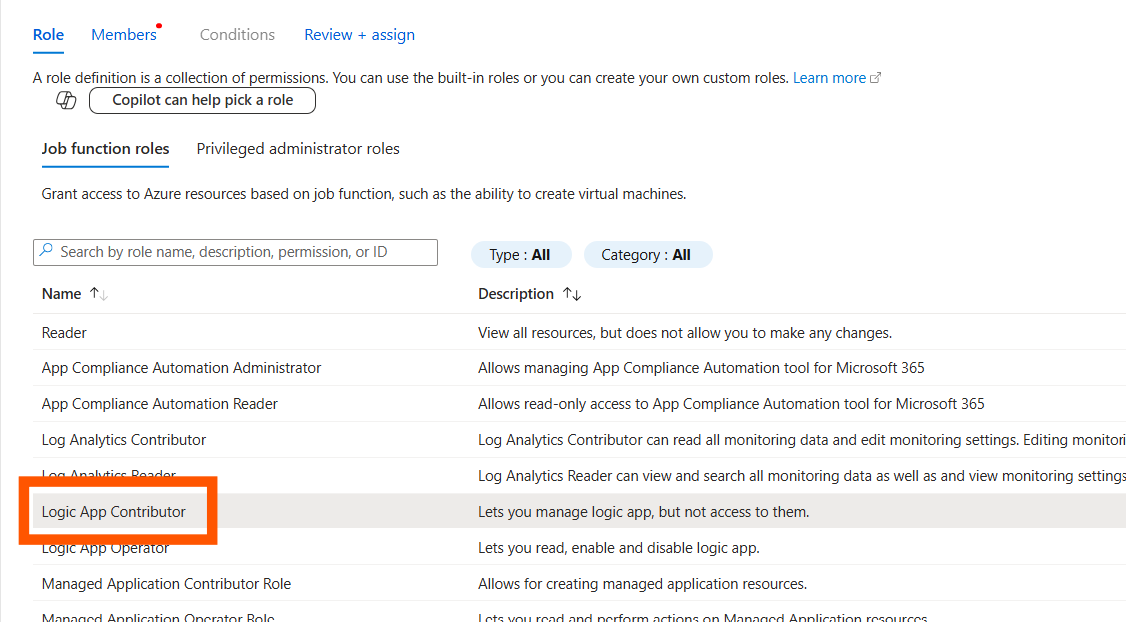 Role Members Conditions Review + assign
A role definition is a collection of permissions. You can use the built-in roles or you can create your own custom roles. Learn more
Copilot can help pick a role
Job function roles Privileged administrator roles
Grant access to Azure resources based on job function, such as the ability to create virtual machines.
Search by role name, description, permission, or ID Type : All Category : All
Name ↑↓ Description ↑↓
Reader View all resources, but does not allow you to make any changes.
App Compliance Automation Administrator Allows managing App Compliance Automation tool for Microsoft 365
App Compliance Automation Reader Allows read-only access to App Compliance Automation tool for Microsoft 365
Log Analytics Contributor Log Analytics Contributor can read all monitoring data and edit monitoring settings. Editing monitori
Log Analytics Reader Log Analytics Reader can view and search all monitoring data as well as and view monitoring settings
Logic App Contributor Lets you manage logic app, but not access to them.
Logic App Operator Lets you read, enable and disable logic app.
Managed Application Contributor Role Allows for creating managed application resources.
Managed Application Operator Role Lets you read and perform actions on Managed Application resources